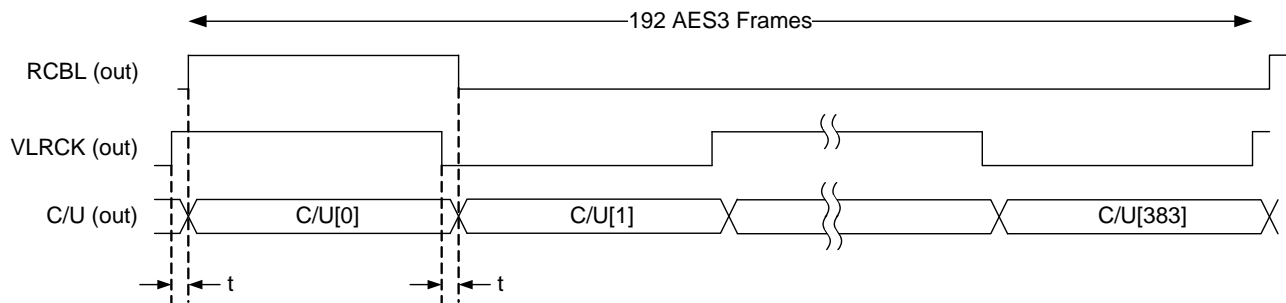 192 AES3 Frames
RCBL (out)
VLRCK (out)
C/U (out)
C/U[0]
C/U[1]
C/U[383]
t
t